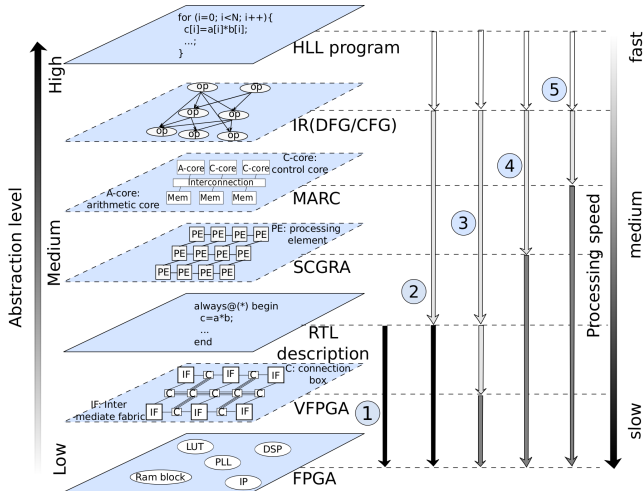 for (i=0; i<N; i++){
c[i]=a[i]*b[i];
...;
}
HLL program
fast
High
op
op
op
op
op
op
op
IR(DFG/CFG)
5
C-core:
control core
A-core
C-core
C-core
Interconnection
A-core:
arithmetic core
Mem
Mem
Mem
MARC
4
PE: processing
element
PE
PE
PE
PE
PE
PE
PE
PE
PE
PE
PE
PE
SCGRA
3
Abstraction level
Medium
Processing speed
medium
always@(*) begin
c=a*b;
...
end
RTL
description
2
C: connection
box
IF
C
IF
C
IF
C
C
C
C
C
IF
C
IF
C
IF
IF: Inter
mediate fabric
VFPGA
1
slow
Low
LUT
DSP
PLL
Ram block
IP
FPGA